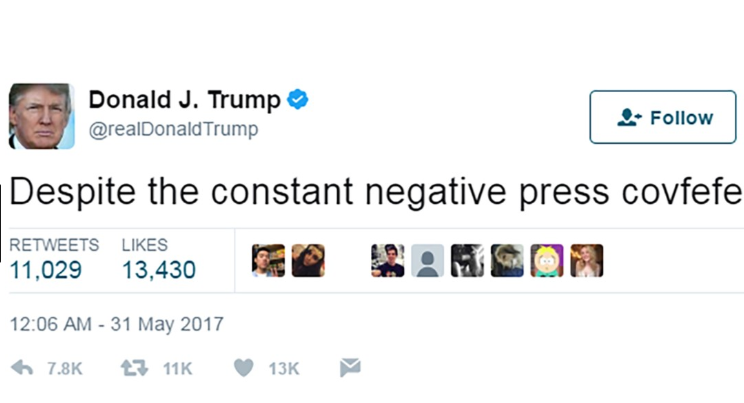 Donald J. Trump
@realDonaldTrump
Follow
Despite the constant negative press covfefe
RETWEETS LIKES
11,029 13,430
12:06 AM - 31 May 2017
7.8K 11K 13K